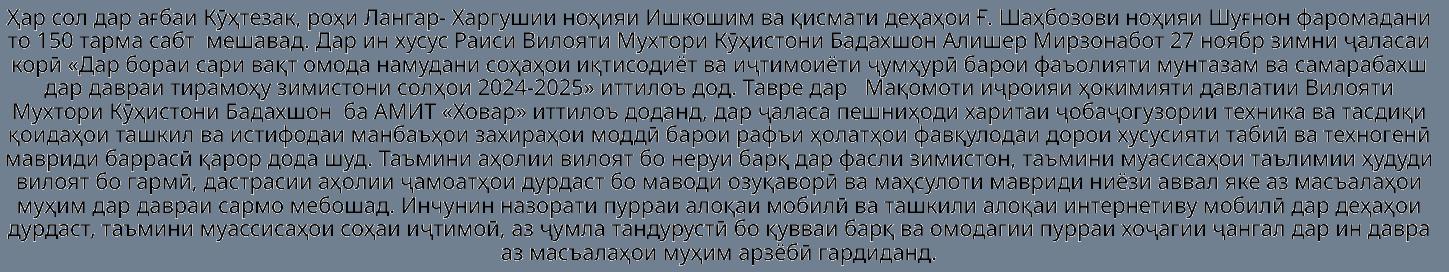 Ҳар сол дар ағбаи Кӯҳтезак, роҳи Лангар- Харгушии ноҳияи Ишкошим ва қисмати деҳаҳои Ғ. Шаҳбозови ноҳияи Шуғнон фаромадани
то 150 тарма сабт мешавад. Дар ин хусус Раиси Вилояти Мухтори Кӯҳистони Бадахшон Алишер Мирзонабот 27 ноябр зимни ҷаласаи
корӣ «Дар бораи сари вақт омода намудани соҳаҳои иқтисодиёт ва иҷтимоиёти ҷумҳурӣ барои фаъолияти мунтазам ва самарабахш
дар давраи тирамоҳу зимистони солҳои 2024-2025» иттилоъ дод. Тавре дар Мақомоти иҷроияи ҳокимияти давлатии Вилояти
Мухтори Кӯҳистони Бадахшон ба АМИТ «Ховар» иттилоъ доданд, дар ҷаласа пешниҳоди харитаи ҷобаҷогузории техника ва тасдиқи
қоидаҳои ташкил ва истифодаи манбаъҳои захираҳои моддӣ барои рафъи ҳолатҳои фавқулодаи дорои хусусияти табиӣ ва техногенӣ
мавриди баррасӣ қарор дода шуд. Таъмини аҳолии вилоят бо неруи барқ дар фасли зимистон, таъмини муасисаҳои таълимии ҳудуди
вилоят бо гармӣ, дастрасии аҳолии ҷамоатҳои дурдаст бо маводи озуқаворӣ ва маҳсулоти мавриди ниёзи аввал яке аз масъалаҳои
муҳим дар давраи сармо мебошад. Инчунин назорати пурраи алоқаи мобилӣ ва ташкили алоқаи интернетиву мобилӣ дар деҳаҳои
дурдаст, таъмини муассисаҳои соҳаи иҷтимоӣ, аз ҷумла тандурустӣ бо қувваи барқ ва омодагии пурраи хоҷагии ҷангал дар ин давра
аз масъалаҳои муҳим арзёбӣ гардиданд.